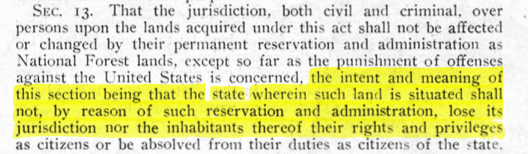 SEC. 13. That the jurisdiction, both civil and criminal, over
persons upon the lands acquired under this act shall not be affected
or changed by their permanent reservation and administration as
National Forest lands, except so far as the punishment of offenses
against the United States is concerned, the intent and meaning of
this section being that the state wherein such land is situated shall
not, by reason of such reservation and administration, lose its
jurisdiction nor the inhabitants thereof their rights and privileges
as citizens or be absolved from their duties as citizens of the state.